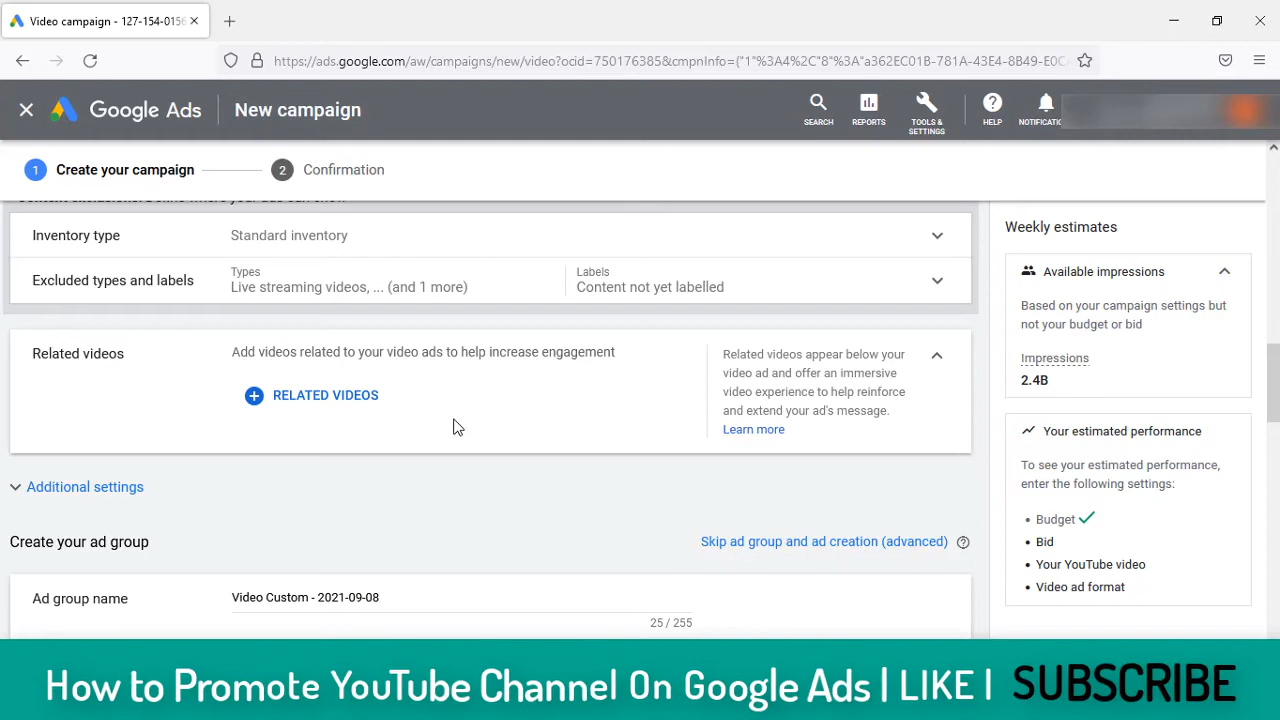 Video campaign - 127-154-0156
https://ads.google.com/aw/campaigns/new/video?ocid=750176385&cmpnInfo={"1"%3A4%2C"8"%3A"a362EC01B-781A-43E4-8B49-E0C
Google Ads
New campaign
SEARCH
REPORTS
TOOLS &
SETTINGS
HELP
NOTIFICATIO
1 Create your campaign
2 Confirmation
Inventory type
Standard inventory
Excluded types and labels
Types
Live streaming videos, ... (and 1 more)
Labels
Content not yet labelled
Related videos
Add videos related to your video ads to help increase engagement
RELATED VIDEOS
Related videos appear below your
video ad and offer an immersive
video experience to help reinforce
and extend your ad's message.
Learn more
Additional settings
Create your ad group
Skip ad group and ad creation (advanced)
Ad group name
Video Custom - 2021-09-08
25 / 255
Weekly estimates
Available impressions
Based on your campaign settings but
not your budget or bid
Impressions
2.4B
Your estimated performance
To see your estimated performance,
enter the following settings:
• Budget
• Bid
• Your YouTube video
• Video ad format
How to Promote YouTube Channel On Google Ads | LIKE | SUBSCRIBE